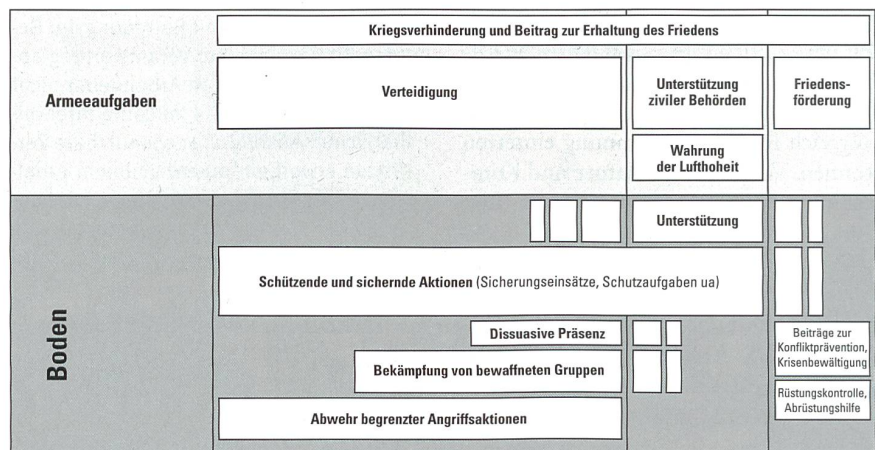 Kriegsverhinderung und Beitrag zur Erhaltung des Friedens
Armeeaufgaben
Verteidigung
Unterstützung
ziviler Behörden
Friedens-
förderung
Wahrung
der Lufthoheit
Boden
Unterstützung
Schützende und sichernde Aktionen (Sicherungseinsätze, Schutzaufgaben ua)
Dissuasive Präsenz
Beiträge zur
Konfliktprävention,
Krisenbewältigung
Bekämpfung von bewaffneten Gruppen
Rüstungskontrolle,
Abrüstungshilfe
Abwehr begrenzter Angriffsaktionen